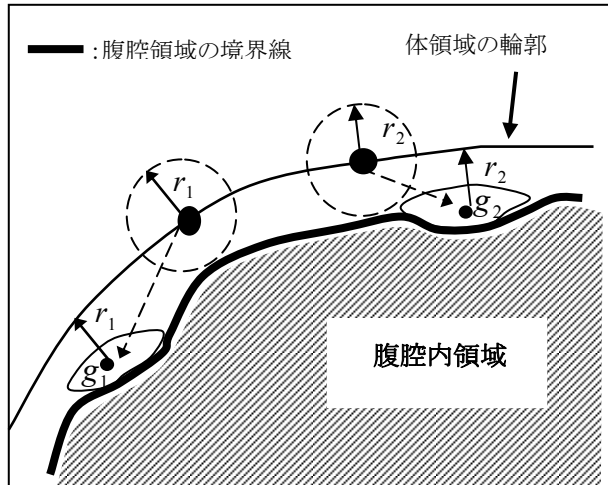 :腹腔領域の境界線
体領域の輪郭
r₂
r₁
r₂
g₂
r₁
g₁
腹腔内領域